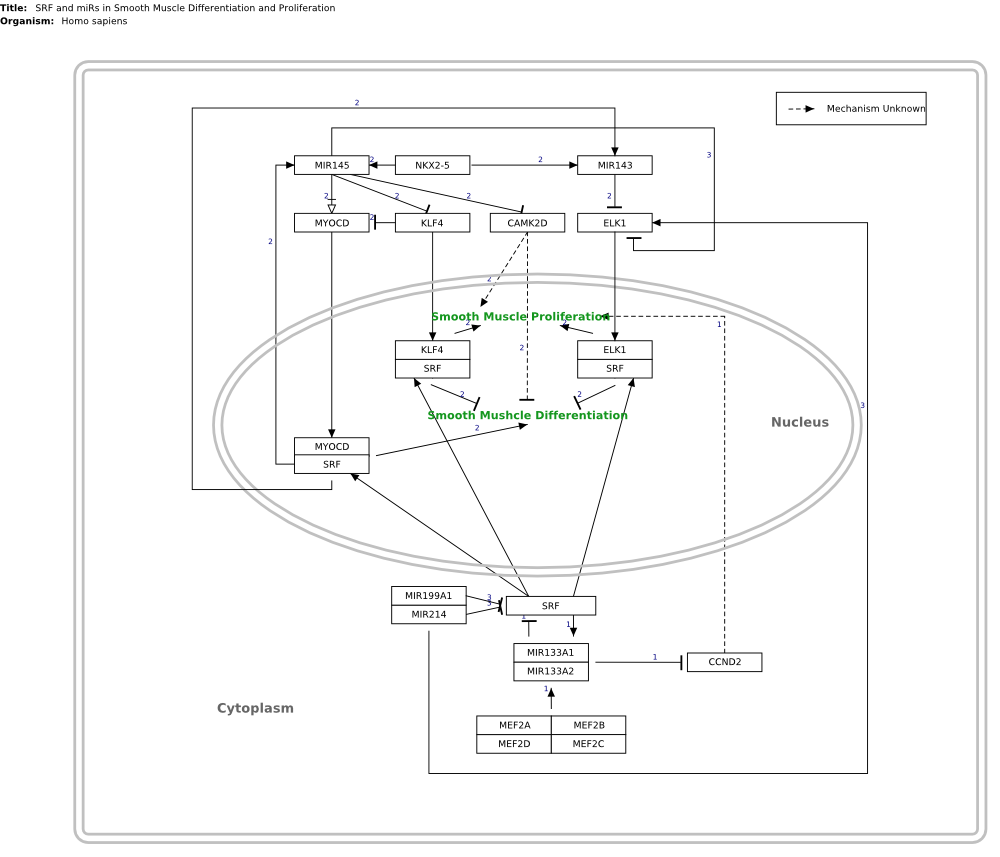 Title: SRF and miRs in Smooth Muscle Differentiation and Proliferation
Organism: Homo sapiens
Mechanism Unknown
2
3
MIR145
2
NKX2-5
2
MIR143
2
2
2
2
MYOCD
2
KLF4
CAMK2D
ELK1
2
2
Smooth Muscle Proliferation
2
2
1
KLF4
SRF
2
ELK1
SRF
2
2
3
Smooth Mushcle Differentiation
2
Nucleus
MYOCD
SRF
MIR199A1
MIR214
3
3
SRF
1
1
MIR133A1
MIR133A2
1
CCND2
1
Cytoplasm
MEF2A
MEF2B
MEF2D
MEF2C